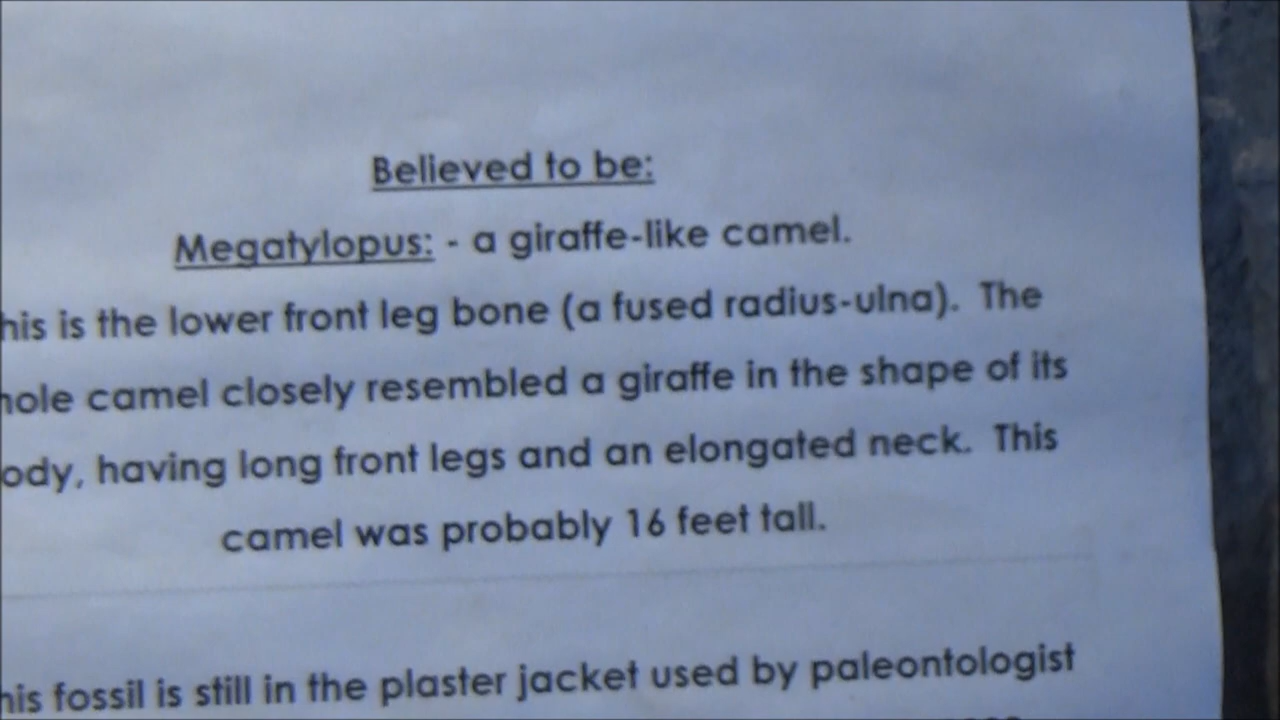 Believed to be:
Megatylopus: - a giraffe-like camel.
his is the lower front leg bone (a fused radius-ulna). The
hole camel closely resembled a giraffe in the shape of its
ody, having long front legs and an elongated neck. This
camel was probably 16 feet tall.
his fossil is still in the plaster jacket used by paleontologist